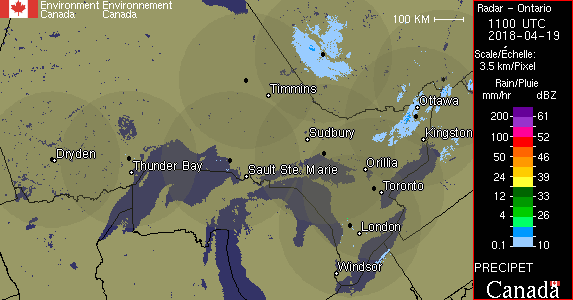 Environment Environnement
Canada Canada
100 KM
Timmins
Ottawa
Sudbury
Kingston
Dryden
Thunder Bay
Sault Ste. Marie
Orillia
Toronto
London
Windsor
Radar - Ontario
1100 UTC
2018-04-19
Scale/Échelle:
3.5 km/Pixel
Rain/Pluie
mm/hr dBZ
200 61
100 52
50 46
24 39
12 33
4 26
1 20
0.1 10
PRECIPET
Canada